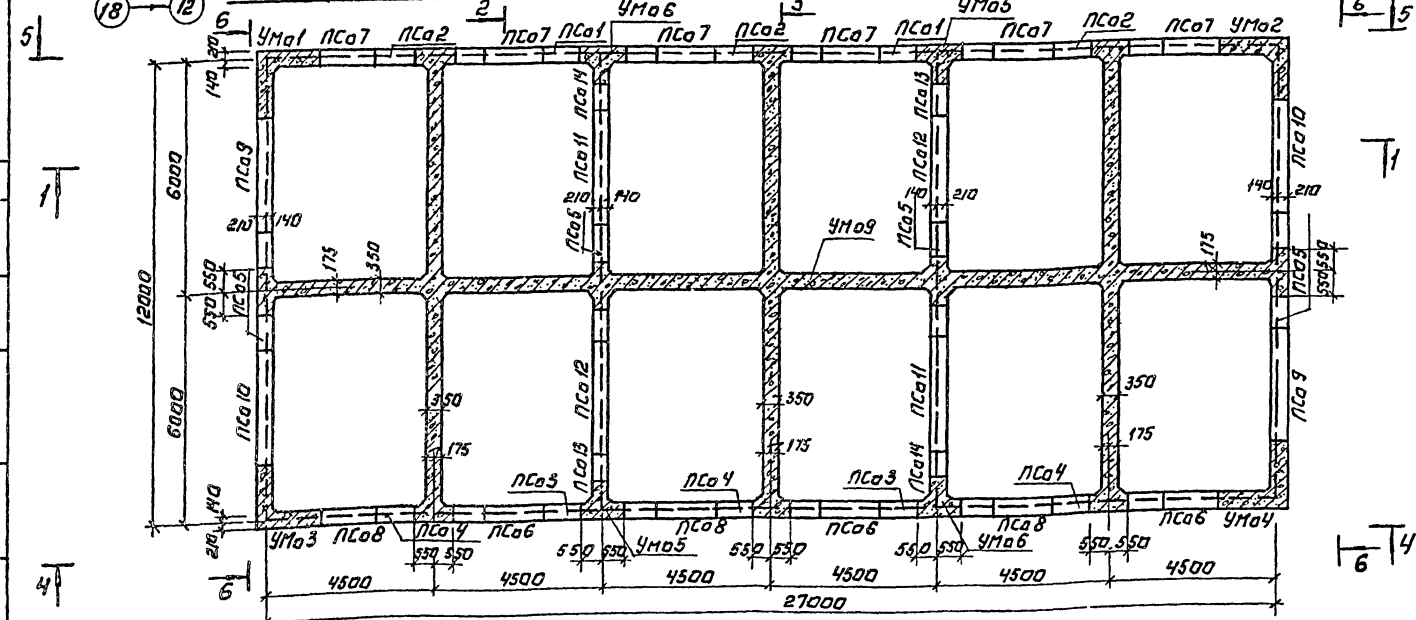 18 12
6 2 3 6 5
5
УМа1 ПСа7 ПСа2 ПСа7 ПСа1 УМа6 ПСа7 ПСа2 ПСа7 ПСа1 УМа5 ПСа7 ПСа2 ПСа7 УМа2
210
140
ПСа14 ПСа13
ПСа9 ПСа11 ПСа12 ПСа10
6000
1 1
210 140 210 140 140 210 140 210
ПСа6 ПСа5
УМа9
175 350 175
550 ПСа5 550
ПСа5 550 550
12000
350 350 350
ПСа10 ПСа12 ПСа11 ПСа9
6000
175 175 175
ПСа13 ПСа14
ПСа3 ПСа4 ПСа3 ПСа4
140
210
УМа3 ПСа8 ПСа4 ПСа6 УМа5 ПСа8 ПСа6 УМа6 ПСа8 ПСа6 УМа4
550 550 550 550 550 550 550 550 550 550
4 6 6 4
4500 4500 4500 4500 4500 4500
27000